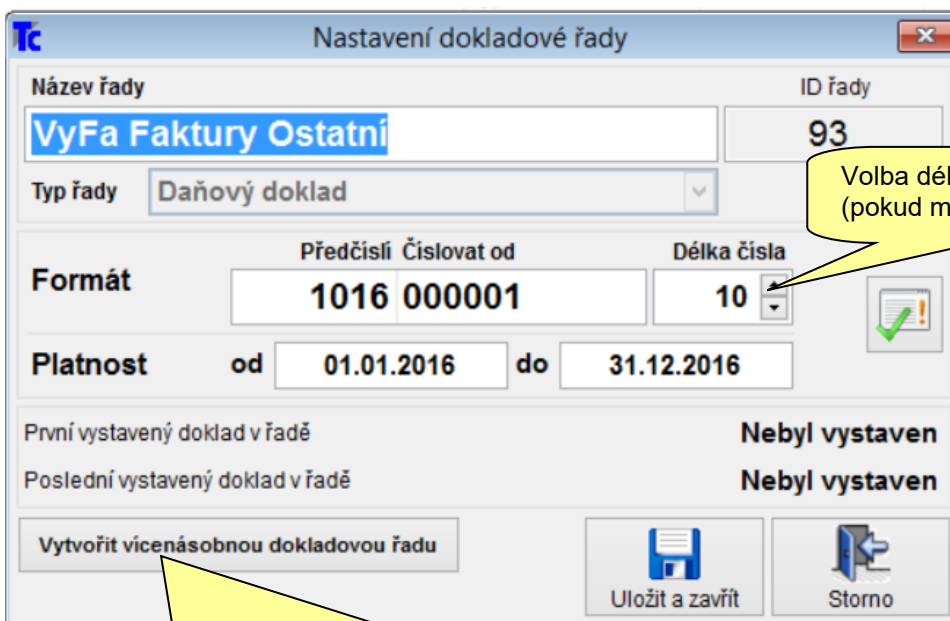 Tc Nastavení dokladové řady
Název řady ID řady
VyFa Faktury Ostatní 93
Typ řady Daňový doklad
Volba
(pokud
Předčíslí Číslovat od Délka čísla
Formát 1016 000001 10
Platnost od 01.01.2016 do 31.12.2016
První vystavený doklad v řadě Nebyl vystaven
Poslední vystavený doklad v řadě Nebyl vystaven
Vytvořit vícenásobnou dokladovou řadu
Uložit a zavřít Storno